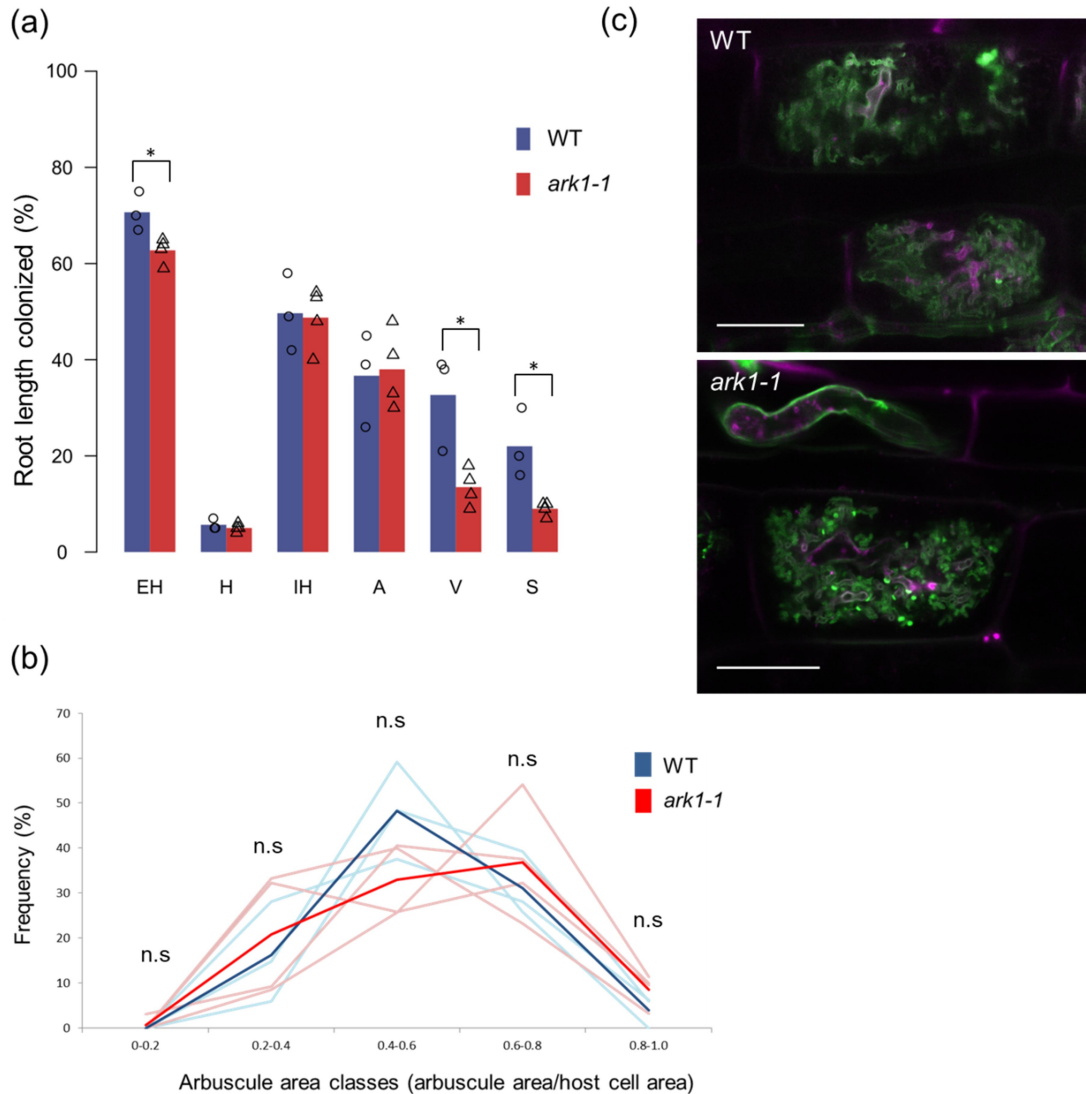 (a)
100
80
60
40
20
0
Root length colonized (%)
WT
ark1-1
*
*
*
EH H IH A V S
(b)
70
60
50
40
30
20
10
0
Frequency (%)
n.s
n.s
n.s
n.s
n.s
WT
ark1-1
0-0.2 0.2-0.4 0.4-0.6 0.6-0.8 0.8-1.0
Arbuscule area classes (arbuscule area/host cell area)
(c)
WT
ark1-1